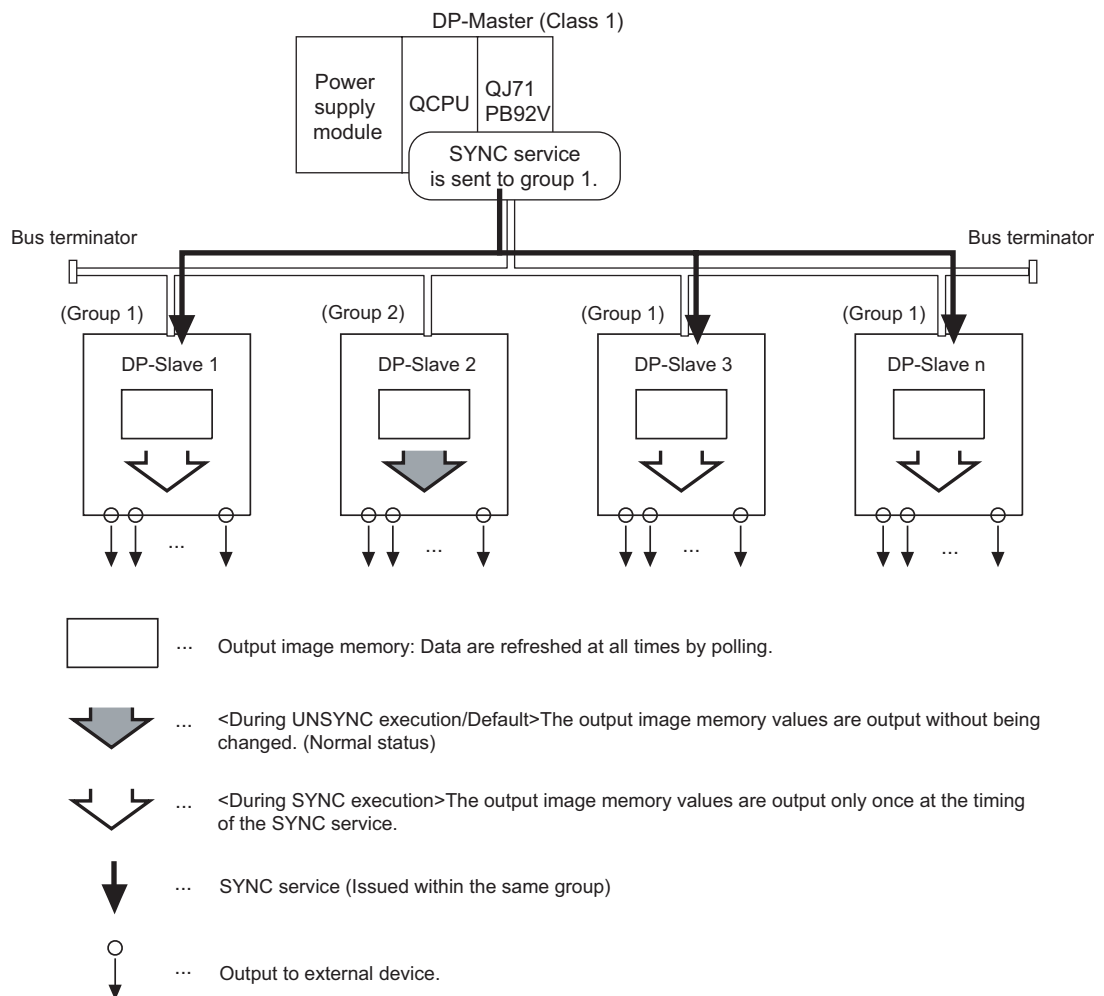 DP-Master (Class 1)
Power
supply
module
QCPU
QJ71
PB92V
SYNC service
is sent to group 1.
Bus terminator
Bus terminator
(Group 1)
(Group 2)
(Group 1)
(Group 1)
DP-Slave 1
DP-Slave 2
DP-Slave 3
DP-Slave n
...
...
...
...
... Output image memory: Data are refreshed at all times by polling.
... <During UNSYNC execution/Default>The output image memory values are output without being
changed. (Normal status)
... <During SYNC execution>The output image memory values are output only once at the timing
of the SYNC service.
... SYNC service (Issued within the same group)
... Output to external device.